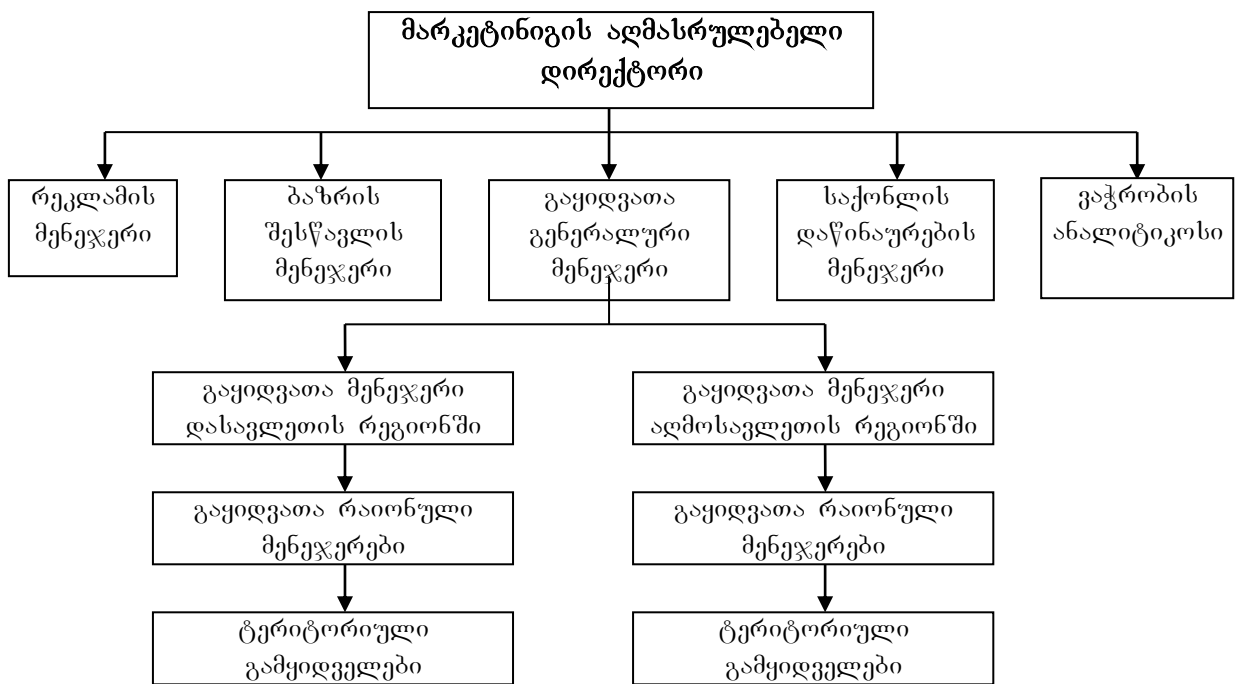 მარკეტინიგის აღმასრულებელი
დირექტორი
რეკლამის
მენეჯერი
ბაზრის
შესწავლის
მენეჯერი
გაყიდვათა
გენერალური
მენეჯერი
საქონლის
დაწინაურების
მენეჯერი
ვაჭრობის
ანალიტიკოსი
გაყიდვათა მენეჯერი
დასავლეთის რეგიონში
გაყიდვათა მენეჯერი
აღმოსავლეთის რეგიონში
გაყიდვათა რაიონული
მენეჯერები
გაყიდვათა რაიონული
მენეჯერები
ტერიტორიული
გამყიდველები
ტერიტორიული
გამყიდველები